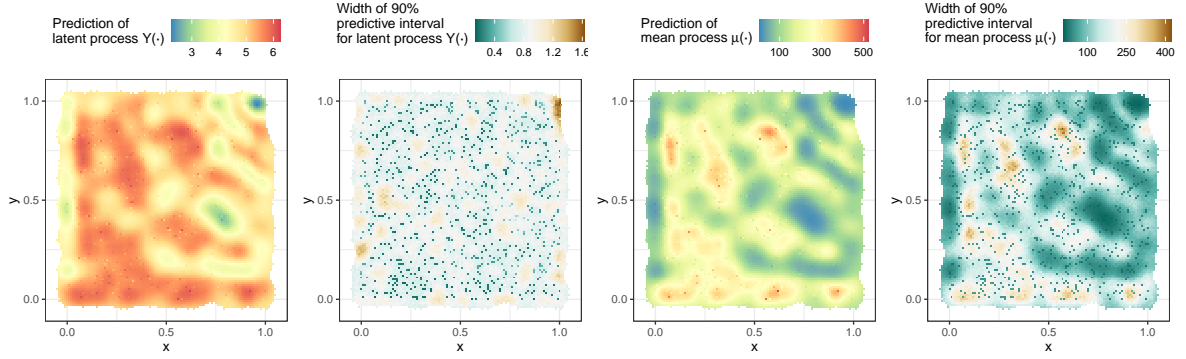 Prediction of
latent process Y(·)
3 4 5 6
Width of 90%
predictive interval
for latent process Y(·)
0.4 0.8 1.2 1.6
Prediction of
mean process μ(·)
100 300 500
Width of 90%
predictive interval
for mean process μ(·)
100 250 400
1.0
0.5
0.0
y
0.0 0.5 1.0
x
1.0
0.5
0.0
y
0.0 0.5 1.0
x
1.0
0.5
0.0
y
0.0 0.5 1.0
x
1.0
0.5
0.0
y
0.0 0.5 1.0
x